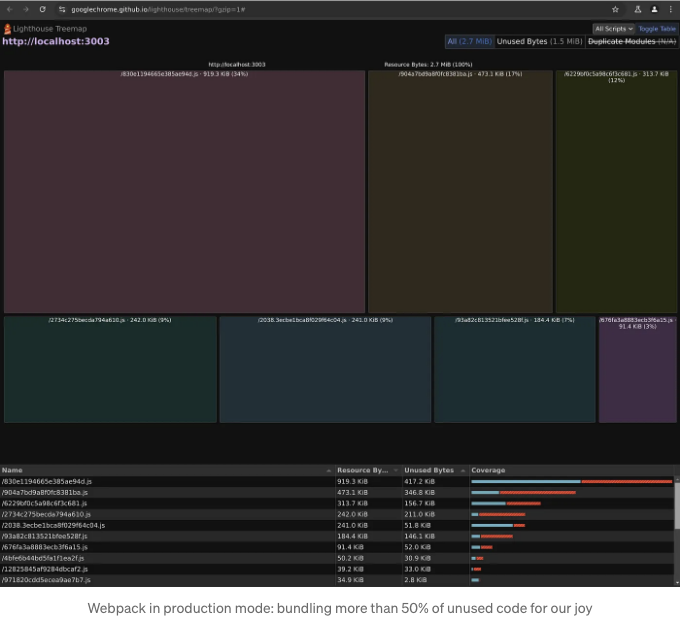 googlechrome.github.io/lighthouse/treemap/?gzip=1#
Lighthouse Treemap
All Scripts
Toggle Table
http://localhost:3003
All (2.7 MiB)
Unused Bytes (1.5 MiB)
Duplicate Modules (N/A)
http://localhost:3003
Resource Bytes: 2.7 MiB (100%)
/830e1194665e385ae94d.js · 919.3 KiB (34%)
/904a7bd9a8f0fc8381ba.js · 473.1 KiB (17%)
/6229bf0c5a98c6f3c681.js · 313.7 KiB
(12%)
/2734c275becda794a610.js · 242.0 KiB (9%)
/2038.3ecbe1bca8f029f64c04.js · 241.0 KiB (9%)
/93a82c813521bfee528f.js · 184.4 KiB (7%)
/676fa3a8883ecb3f6a15.js ·
91.4 KiB (3%)
Name Resource By... Unused Bytes Coverage
/830e1194665e385ae94d.js 919.3 KiB 417.2 KiB
/904a7bd9a8f0fc8381ba.js 473.1 KiB 346.8 KiB
/6229bf0c5a98c6f3c681.js 313.7 KiB 156.7 KiB
/2734c275becda794a610.js 242.0 KiB 211.0 KiB
/2038.3ecbe1bca8f029f64c04.js 241.0 KiB 51.8 KiB
/93a82c813521bfee528f.js 184.4 KiB 146.1 KiB
/676fa3a8883ecb3f6a15.js 91.4 KiB 52.0 KiB
/4bfe6b44bd5fa1f1ea2f.js 50.2 KiB 30.9 KiB
/12825845af9284dbcaf2.js 39.2 KiB 33.0 KiB
/971820cdd5ecea9ae7b7.js 34.9 KiB 2.8 KiB
Webpack in production mode: bundling more than 50% of unused code for our joy